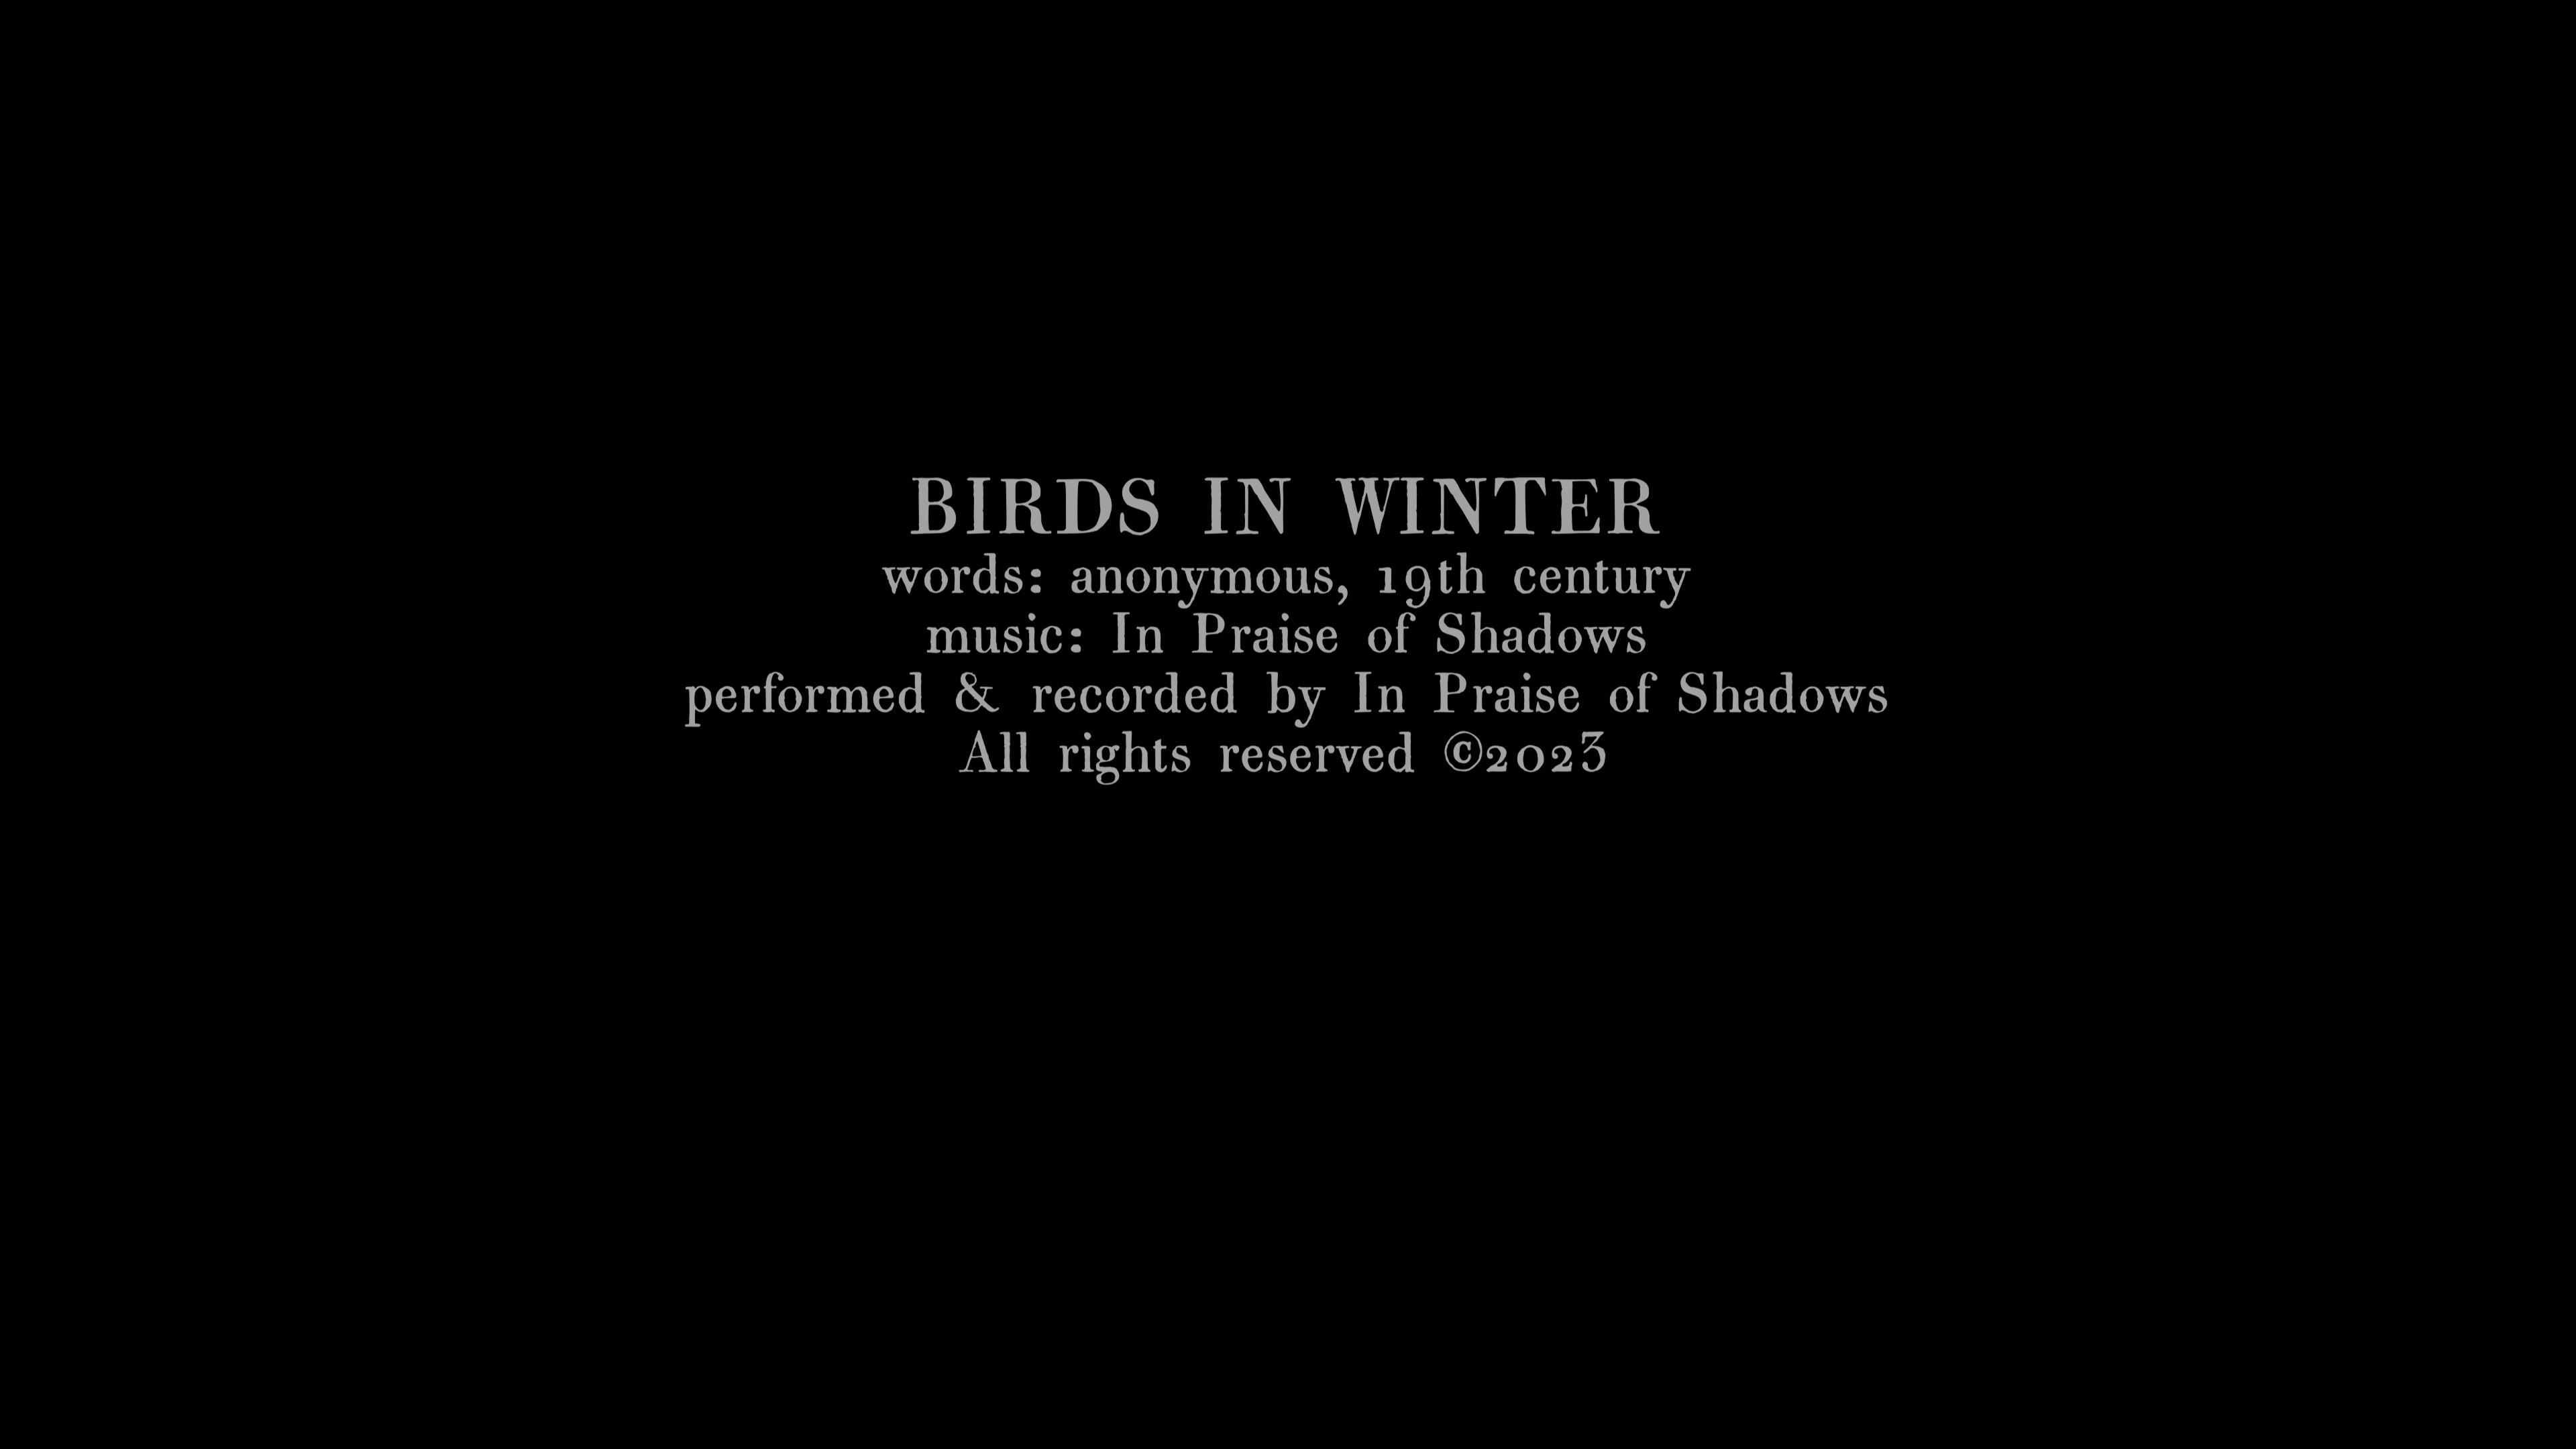 BIRDS IN WINTER
words: anonymous, 19th century
music: In Praise of Shadows
performed & recorded by In Praise of Shadows
All rights reserved ©2023